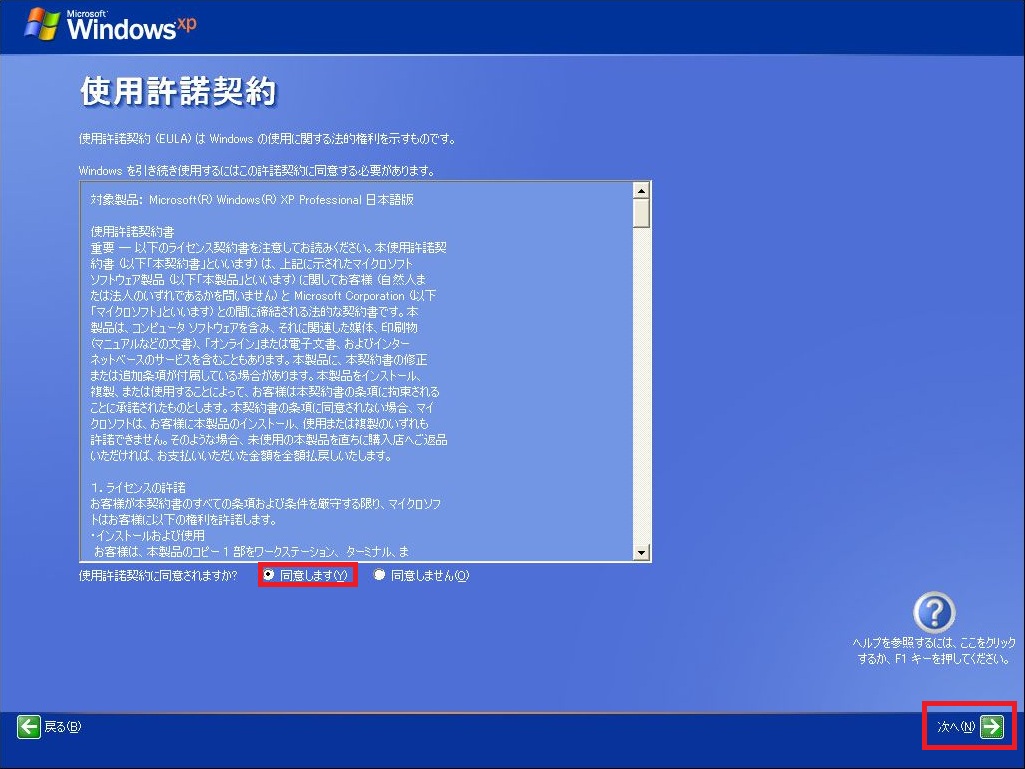 Microsoft
Windows xp
使用許諾契約
使用許諾契約 (EULA) は Windows の使用に関する法的権利を示すものです。
Windows を引き続き使用するにはこの許諾契約に同意する必要があります。
対象製品: Microsoft(R) Windows(R) XP Professional 日本語版
使用許諾契約書
重要 ― 以下のライセンス契約書を注意してお読みください。本使用許諾契
約書 (以下「本契約書」といいます) は、上記に示されたマイクロソフト
ソフトウェア製品 (以下「本製品」といいます) に関してお客様 (自然人ま
たは法人のいずれであるかを問いません) と Microsoft Corporation (以下
「マイクロソフト」といいます) との間に締結される法的な契約書です。本
製品は、コンピュータ ソフトウェアを含み、それに関連した媒体、印刷物
(マニュアルなどの文書)、「オンライン」または電子文書、およびインター
ネットベースのサービスを含むこともあります。本製品に、本契約書の修正
または追加条項が付属している場合があります。本製品をインストール、
複製、または使用することによって、お客様は本契約書の条項に拘束される
ことに承諾されたものとします。本契約書の条項に同意されない場合、マイ
クロソフトは、お客様に本製品のインストール、使用または複製のいずれも
許諾できません。そのような場合、未使用の本製品を直ちに購入店へご返品
いただければ、お支払いいただいた金額を全額払戻しいたします。
1. ライセンスの許諾
お客様が本契約書のすべての条項および条件を厳守する限り、マイクロソフ
トはお客様に以下の権利を許諾します。
・インストールおよび使用
お客様は、本製品のコピー 1 部をワークステーション、ターミナル、ま
使用許諾契約に同意されますか? 同意します(Y) 同意しません(O)
ヘルプを参照するには、ここをクリック
するか、F1 キーを押してください。
戻る(B) 次へ(N)